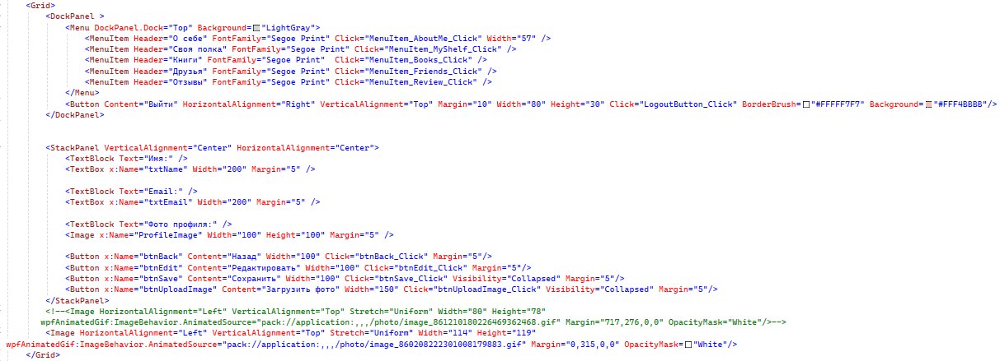 <Grid>
<DockPanel >
<Menu DockPanel.Dock="Top" Background="LightGray">
<MenuItem Header="О себе" FontFamily="Segoe Print" Click="MenuItem_AboutMe_Click" Width="57" />
<MenuItem Header="Своя полка" FontFamily="Segoe Print" Click="MenuItem_MyShelf_Click" />
<MenuItem Header="Книги" FontFamily="Segoe Print"  Click="MenuItem_Books_Click" />
<MenuItem Header="Друзья" FontFamily="Segoe Print" Click="MenuItem_Friends_Click" />
<MenuItem Header="Отзывы" FontFamily="Segoe Print" Click="MenuItem_Review_Click" />
</Menu>
<Button Content="Выйти" HorizontalAlignment="Right" VerticalAlignment="Top" Margin="10" Width="80" Height="30" Click="LogoutButton_Click" BorderBrush="#FFFFF7F7" Background="#FFF4BBBB"/>
</DockPanel>
<StackPanel VerticalAlignment="Center" HorizontalAlignment="Center">
<TextBlock Text="Имя:" />
<TextBox x:Name="txtName" Width="200" Margin="5" />
<TextBlock Text="Email:" />
<TextBox x:Name="txtEmail" Width="200" Margin="5" />
<TextBlock Text="Фото профиля:" />
<Image x:Name="ProfileImage" Width="100" Height="100" Margin="5" />
<Button x:Name="btnBack" Content="Назад" Width="100" Click="btnBack_Click" Margin="5"/>
<Button x:Name="btnEdit" Content="Редактировать" Width="100" Click="btnEdit_Click" Margin="5"/>
<Button x:Name="btnSave" Content="Сохранить" Width="100" Click="btnSave_Click" Visibility="Collapsed" Margin="5"/>
<Button x:Name="btnUploadImage" Content="Загрузить фото" Width="150" Click="btnUploadImage_Click" Visibility="Collapsed" Margin="5"/>
</StackPanel>
<!--<Image HorizontalAlignment="Left" VerticalAlignment="Top" Stretch="Uniform" Width="80" Height="78"
wpfAnimatedGif:ImageBehavior.AnimatedSource="pack://application:,,,/photo/image_861210180226469362468.gif" Margin="717,276,0,0" OpacityMask="White"/>-->
<Image HorizontalAlignment="Left" VerticalAlignment="Top" Stretch="Uniform" Width="114" Height="119"
wpfAnimatedGif:ImageBehavior.AnimatedSource="pack://application:,,,/photo/image_860208222301008179883.gif" Margin="0,315,0,0" OpacityMask="White"/>
</Grid>